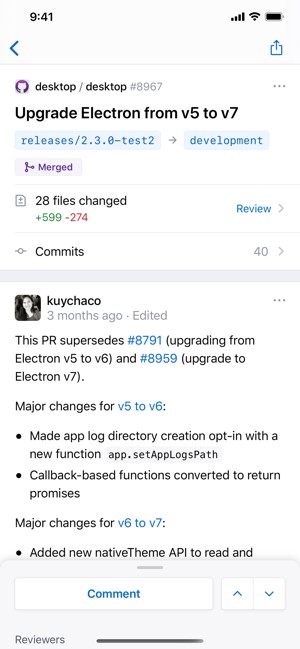 9:41
desktop / desktop #8967
Upgrade Electron from v5 to v7
releases/2.3.0-test2 → development
Merged
28 files changed
+599 -274
Review
Commits 40
kuychaco
3 months ago · Edited
This PR supersedes #8791 (upgrading from
Electron v5 to v6) and #8959 (upgrade to
Electron v7).
Major changes for v5 to v6:
• Made app log directory creation opt-in with a
new function app.setAppLogsPath
• Callback-based functions converted to return
promises
Major changes for v6 to v7:
• Added new nativeTheme API to read and
Comment
Reviewers